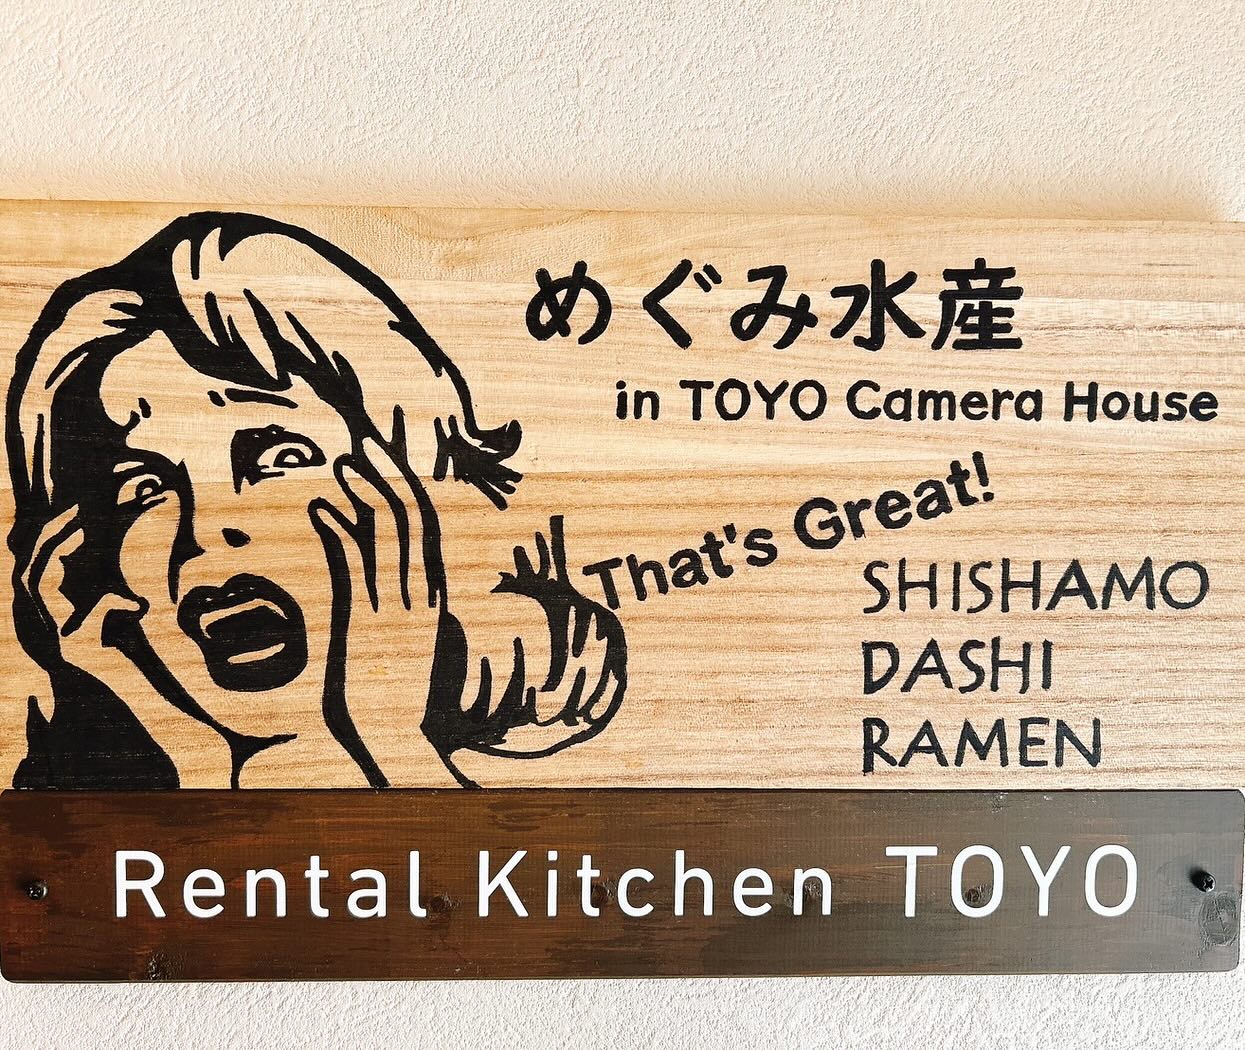 めぐみ水産
in TOYO Camera House
That's Great!
SHISHAMO
DASHI
RAMEN
Rental Kitchen TOYO